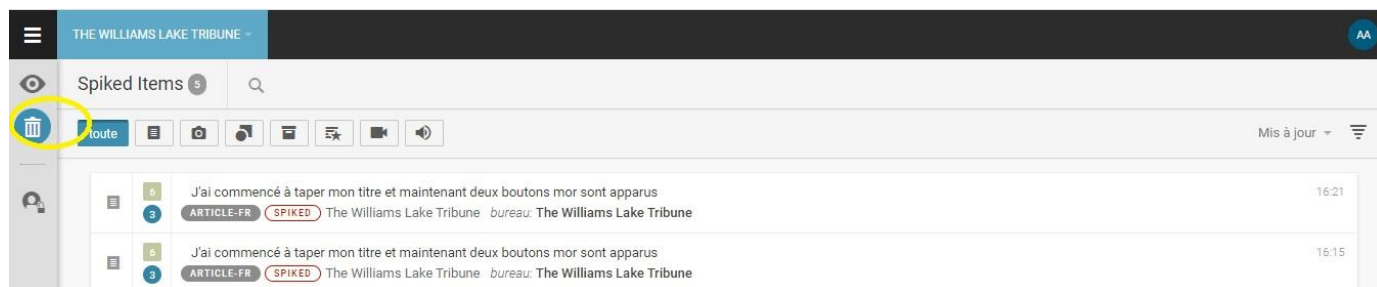 THE WILLIAMS LAKE TRIBUNE
AA
Spiked Items 5
toute
Mis à jour
6 J'ai commencé à taper mon titre et maintenant deux boutons mor sont apparus 16:21
3 ARTICLE-FR SPIKED The Williams Lake Tribune bureau: The Williams Lake Tribune
6 J'ai commencé à taper mon titre et maintenant deux boutons mor sont apparus 16:15
3 ARTICLE-FR SPIKED The Williams Lake Tribune bureau: The Williams Lake Tribune